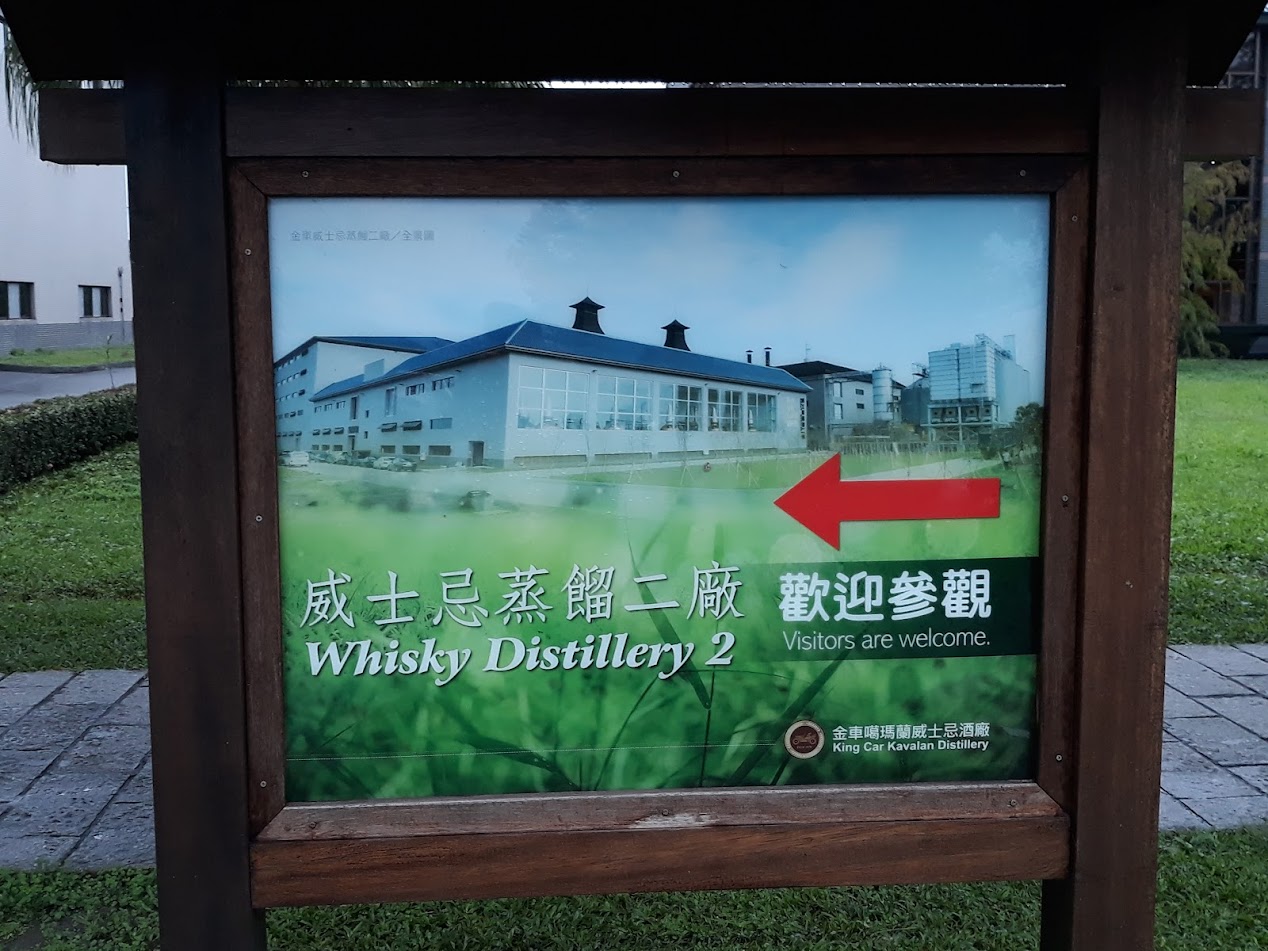 金車威士忌蒸餾二廠／全景圖
威士忌蒸餾二廠
Whisky Distillery 2
歡迎參觀
Visitors are welcome.
金車噶瑪蘭威士忌酒廠
King Car Kavalan Distillery